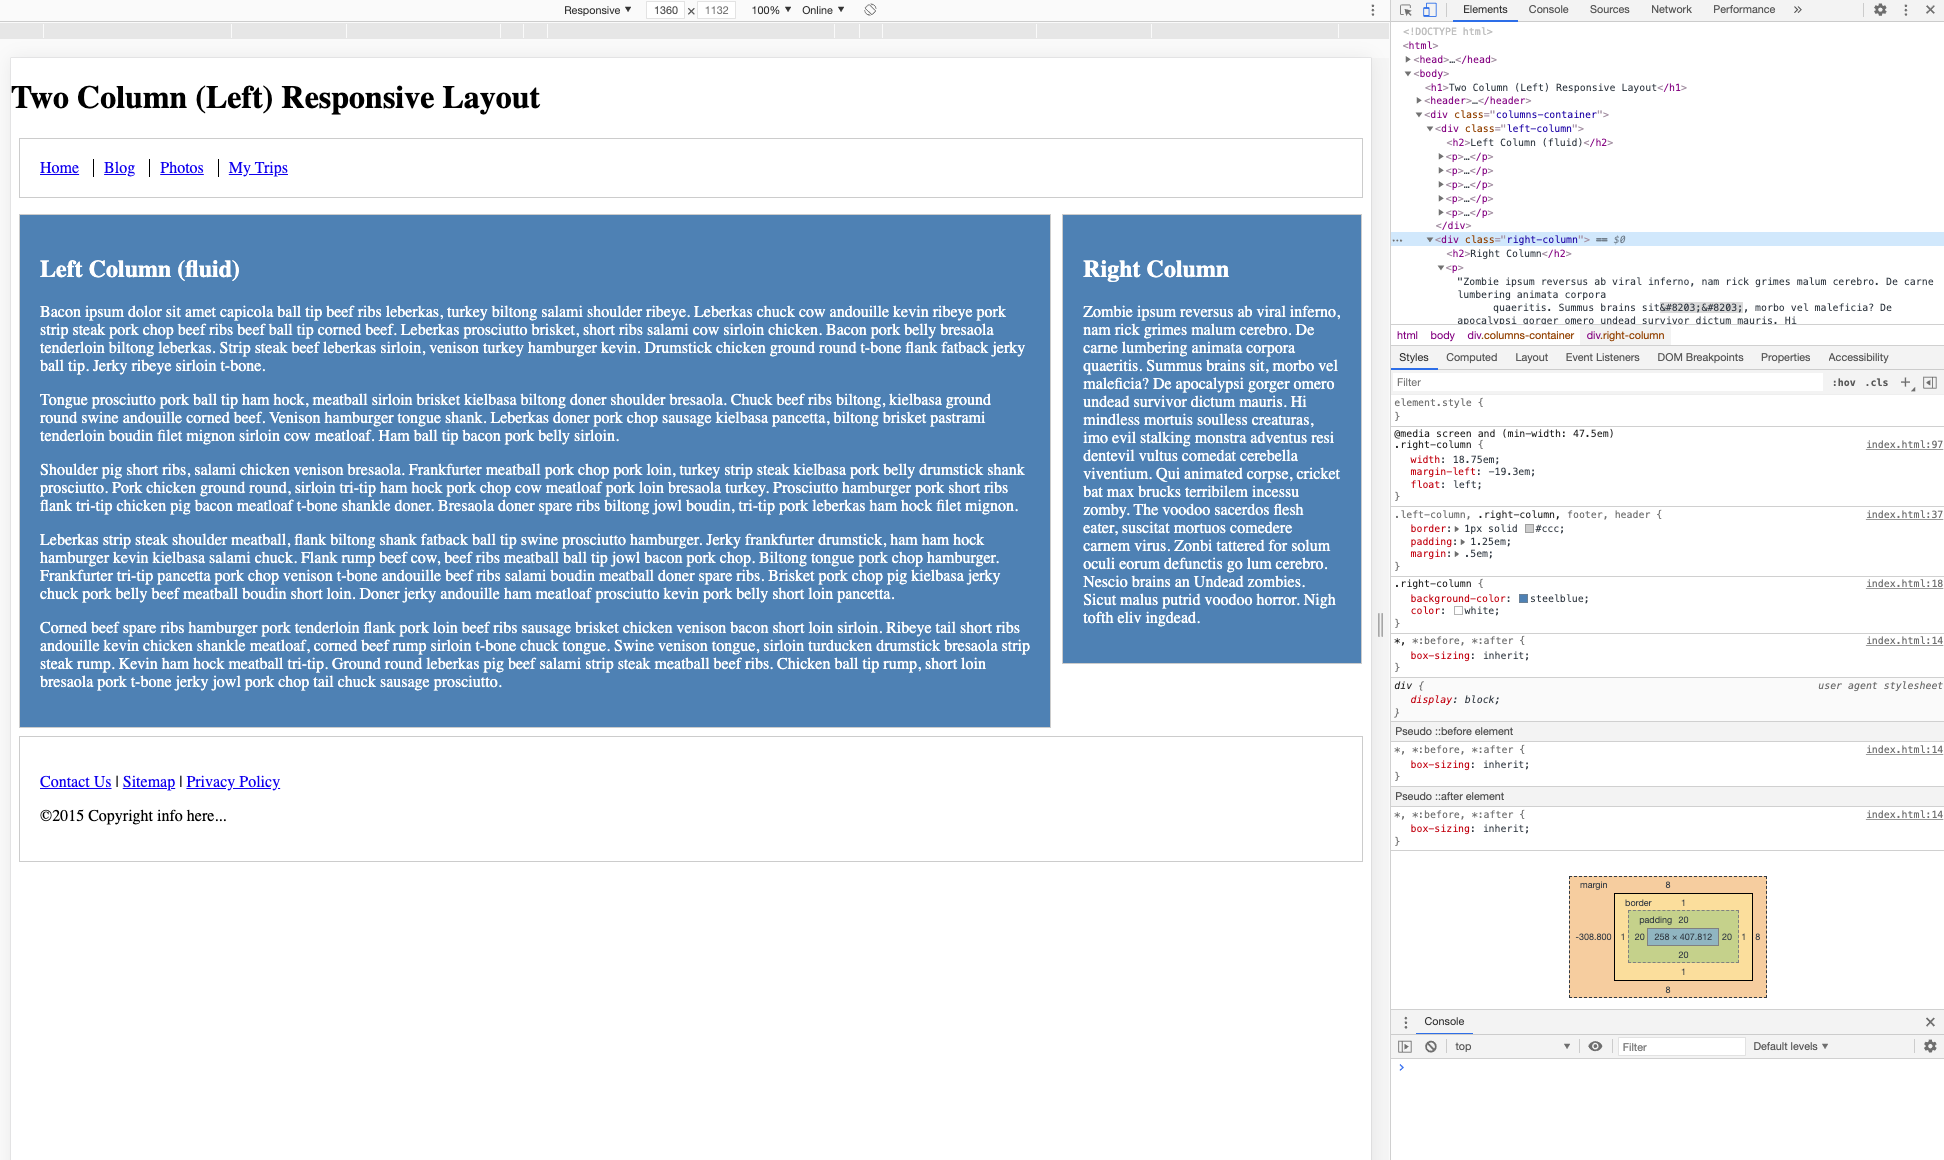 Responsive ▼ 1360 × 1132 100% ▼ Online ▼
Two Column (Left) Responsive Layout
Home Blog Photos My Trips
Left Column (fluid)
Bacon ipsum dolor sit amet capicola ball tip beef ribs leberkas, turkey biltong salami shoulder ribeye. Leberkas chuck cow andouille kevin ribeye pork
strip steak pork chop beef ribs beef ball tip corned beef. Leberkas prosciutto brisket, short ribs salami cow sirloin chicken. Bacon pork belly bresaola
tenderloin biltong leberkas. Strip steak beef leberkas sirloin, venison turkey hamburger kevin. Drumstick chicken ground round t-bone flank fatback jerky
ball tip. Jerky ribeye sirloin t-bone.
Tongue prosciutto pork ball tip ham hock, meatball sirloin brisket kielbasa biltong doner shoulder bresaola. Chuck beef ribs biltong, kielbasa ground
round swine andouille corned beef. Venison hamburger tongue shank. Leberkas doner pork chop sausage kielbasa pancetta, biltong brisket pastrami
tenderloin boudin filet mignon sirloin cow meatloaf. Ham ball tip bacon pork belly sirloin.
Shoulder pig short ribs, salami chicken venison bresaola. Frankfurter meatball pork chop pork loin, turkey strip steak kielbasa pork belly drumstick shank
prosciutto. Pork chicken ground round, sirloin tri-tip ham hock pork chop cow meatloaf pork loin bresaola turkey. Prosciutto hamburger pork short ribs
flank tri-tip chicken pig bacon meatloaf t-bone shankle doner. Bresaola doner spare ribs biltong jowl boudin, tri-tip pork leberkas ham hock filet mignon.
Leberkas strip steak shoulder meatball, flank biltong shank fatback ball tip swine prosciutto hamburger. Jerky frankfurter drumstick, ham ham hock
hamburger kevin kielbasa salami chuck. Flank rump beef cow, beef ribs meatball ball tip jowl bacon pork chop. Biltong tongue pork chop hamburger.
Frankfurter tri-tip pancetta pork chop venison t-bone andouille beef ribs salami boudin meatball doner spare ribs. Brisket pork chop pig kielbasa jerky
chuck pork belly beef meatball boudin short loin. Doner jerky andouille ham meatloaf prosciutto kevin pork belly short loin pancetta.
Corned beef spare ribs hamburger pork tenderloin flank pork loin beef ribs sausage brisket chicken venison bacon short loin sirloin. Ribeye tail short ribs
andouille kevin chicken shankle meatloaf, corned beef rump sirloin t-bone chuck tongue. Swine venison tongue, sirloin turducken drumstick bresaola strip
steak rump. Kevin ham hock meatball tri-tip. Ground round leberkas pig beef salami strip steak meatball beef ribs. Chicken ball tip rump, short loin
bresaola pork t-bone jerky jowl pork chop tail chuck sausage prosciutto.
Right Column
Zombie ipsum reversus ab viral inferno,
nam rick grimes malum cerebro. De
carne lumbering animata corpora
quaeritis. Summus brains sit, morbo vel
maleficia? De apocalypsi gorger omero
undead survivor dictum mauris. Hi
mindless mortuis soulless creaturas,
imo evil stalking monstra adventus resi
dentevil vultus comedat cerebella
viventium. Qui animated corpse, cricket
bat max brucks terribilem incessu
zomby. The voodoo sacerdos flesh
eater, suscitat mortuos comedere
carnem virus. Zonbi tattered for solum
oculi eorum defunctis go lum cerebro.
Nescio brains an Undead zombies.
Sicut malus putrid voodoo horror. Nigh
tofth eliv ingdead.
Contact Us | Sitemap | Privacy Policy
©2015 Copyright info here...
Elements Console Sources Network Performance »
<!DOCTYPE html>
<html>
▶<head>…</head>
▼<body>
<h1>Two Column (Left) Responsive Layout</h1>
▶<header>…</header>
▼<div class="columns-container">
▼<div class="left-column">
<h2>Left Column (fluid)</h2>
▶<p>…</p>
▶<p>…</p>
▶<p>…</p>
▶<p>…</p>
▶<p>…</p>
</div>
… ▼<div class="right-column"> == $0
<h2>Right Column</h2>
▼<p>
"Zombie ipsum reversus ab viral inferno, nam rick grimes malum cerebro. De carne
lumbering animata corpora
quaeritis. Summus brains sit&#8203;&#8203;, morbo vel maleficia? De
apocalypsi gorger omero undead survivor dictum mauris. Hi
html body div.columns-container div.right-column
Styles Computed Layout Event Listeners DOM Breakpoints Properties Accessibility
Filter :hov .cls +
element.style {
}
@media screen and (min-width: 47.5em)
.right-column { index.html:97
width: 18.75em;
margin-left: -19.3em;
float: left;
}
.left-column, .right-column, footer, header { index.html:37
border:▶ 1px solid #ccc;
padding:▶ 1.25em;
margin:▶ .5em;
}
.right-column { index.html:18
background-color: steelblue;
color: white;
}
*, *:before, *:after { index.html:14
box-sizing: inherit;
}
div { user agent stylesheet
display: block;
}
Pseudo ::before element
*, *:before, *:after { index.html:14
box-sizing: inherit;
}
Pseudo ::after element
*, *:before, *:after { index.html:14
box-sizing: inherit;
}
margin 8
border 1
padding 20
-308.800 1 20 258 × 407.812 20 1 8
20
1
8
Console
top ▼ Filter Default levels ▼
>